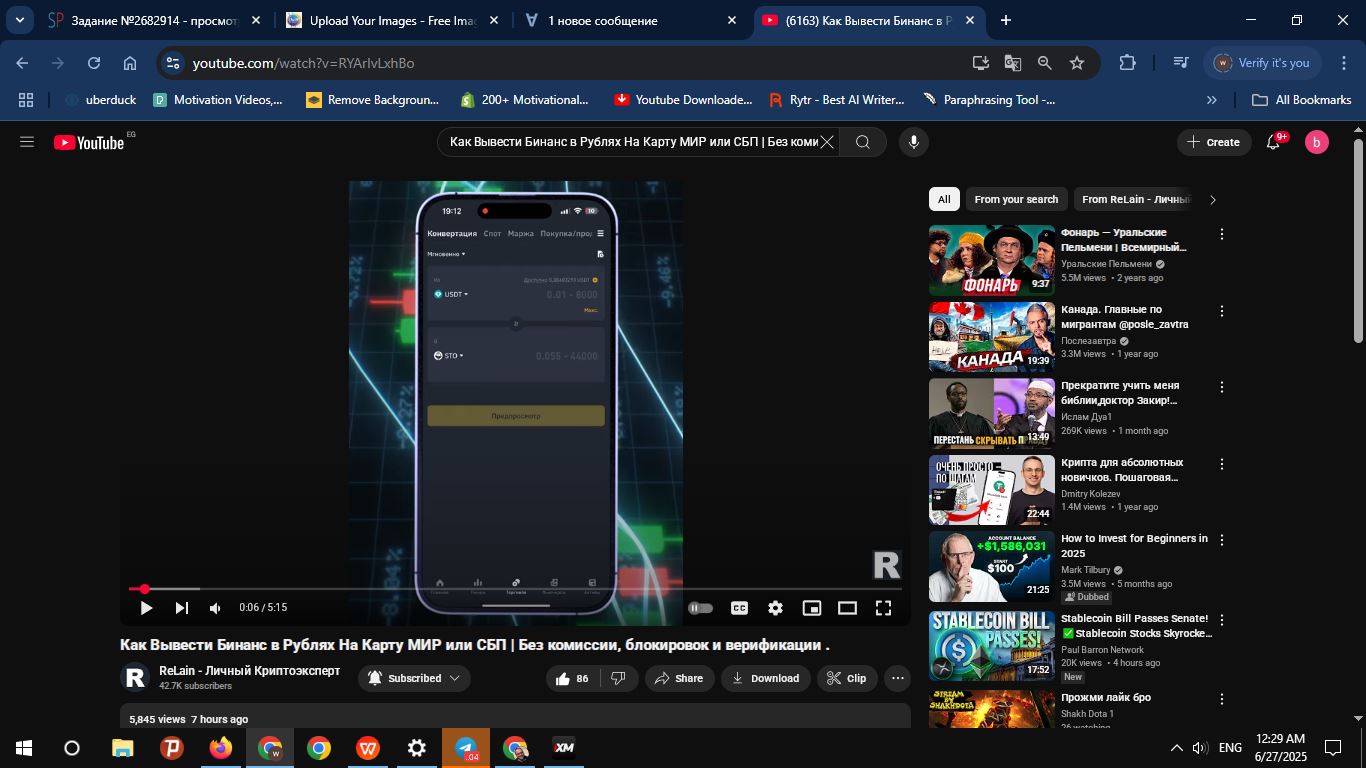 Задание №2682914 - просмот
Upload Your Images - Free Imag
1 новое сообщение
(6163) Как Вывести Бинанс в Р
youtube.com/watch?v=RYArlvLxhBo
Verify it's you
uberduck
Motivation Videos,...
Remove Backgroun...
200+ Motivational...
Youtube Downloade...
Rytr - Best AI Writer...
Paraphrasing Tool -...
All Bookmarks
YouTube EG
Как Вывести Бинанс в Рублях На Карту МИР или СБП | Без коми
Create
9+
b
19:12
Конвертация Спот Маржа Покупка/прод
Мгновенно
Из
Доступно
USDT
0.01 - 8000
Макс.
В
STO
0.055 - 44000
Предпросмотр
Торговля
R
0:06 / 5:15
CC
Как Вывести Бинанс в Рублях На Карту МИР или СБП | Без комиссии, блокировок и верификации .
R
ReLain - Личный Криптоэксперт
42.7K subscribers
Subscribed
86
Share
Download
Clip
5,845 views 7 hours ago
All
From your search
From ReLain - Личный
ФОНАРЬ
9:37
Фонарь — Уральские
Пельмени | Всемирный...
Уральские Пельмени
5.5M views • 2 years ago
HELP
КАНАДА
19:39
Канада. Главные по
мигрантам @posle_zavtra
Послезавтра
3.3M views • 1 year ago
ПЕРЕСТАНЬ СКРЫВАТЬ П
13:49
Прекратите учить меня
библии,доктор Закир!...
Ислам Дуа1
269K views • 1 month ago
ОЧЕНЬ ПРОСТО –
ПО ШАГАМ
22:44
Крипта для абсолютных
новичков. Пошаговая...
Dmitry Kolezev
1.4M views • 1 year ago
ACCOUNT BALANCE
+$1,586,031
START
$100
21:25
How to Invest for Beginners in
2025
Mark Tilbury
3.5M views • 5 months ago
Dubbed
STABLECOIN BILL
PASSES!
17:52
Stablecoin Bill Passes Senate!
✅Stablecoin Stocks Skyrocke...
Paul Barron Network
20K views • 4 hours ago
New
STREAM
BY SHAKHDOTA
Прожми лайк бро
Shakh Dota 1
26 watching
.04
XM
ENG
12:29 AM
6/27/2025